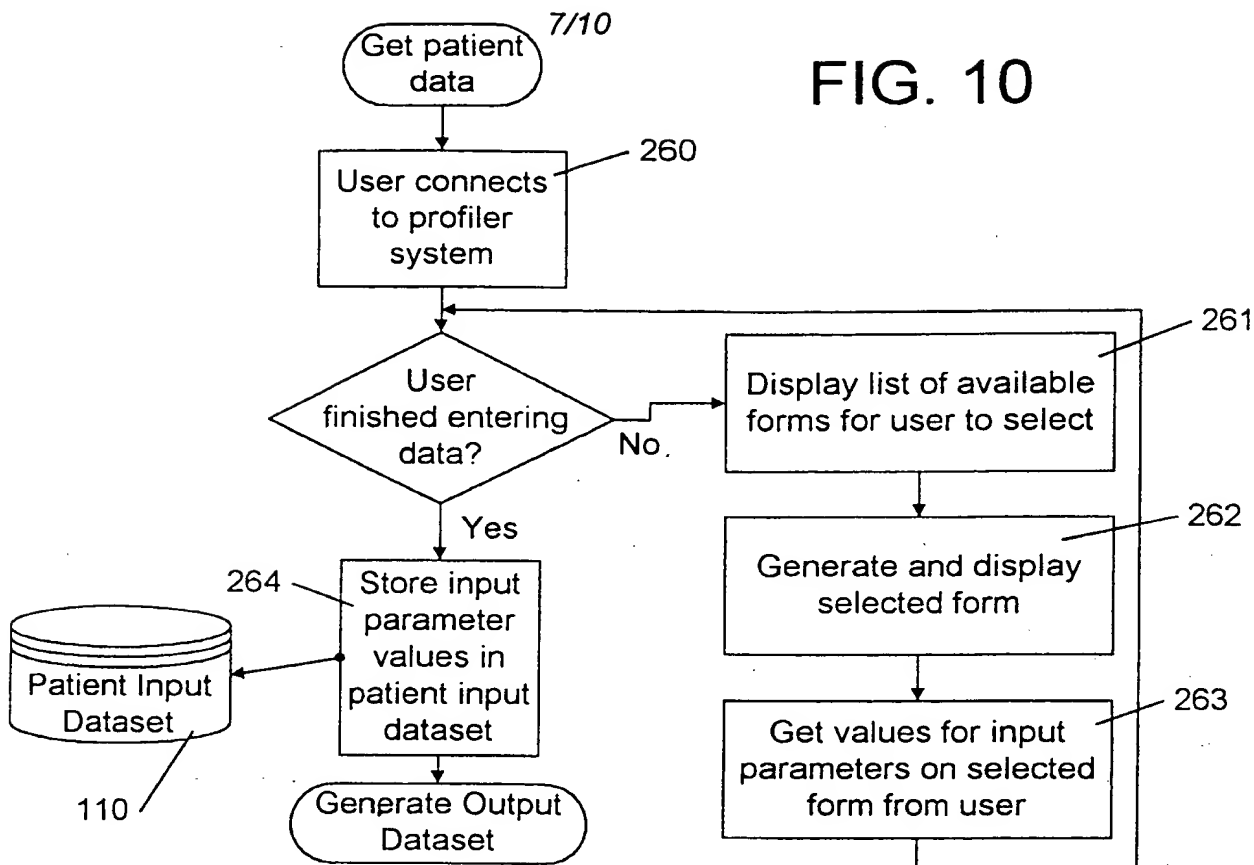 7/10
FIG. 10
Get patient
data
260
User connects
to profiler
system
261
User
finished entering
data?
No.
Display list of available
forms for user to select
Yes
262
Generate and display
selected form
264
Store input
parameter
values in
patient input
dataset
Patient Input
Dataset
110
263
Get values for input
parameters on selected
form from user
Generate Output
Dataset